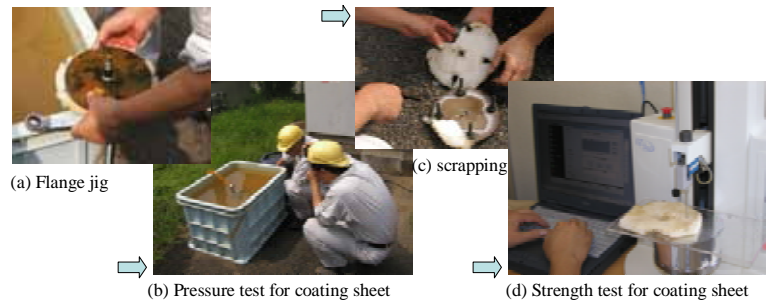 (a) Flange jig
(c) scrapping
(b) Pressure test for coating sheet
(d) Strength test for coating sheet